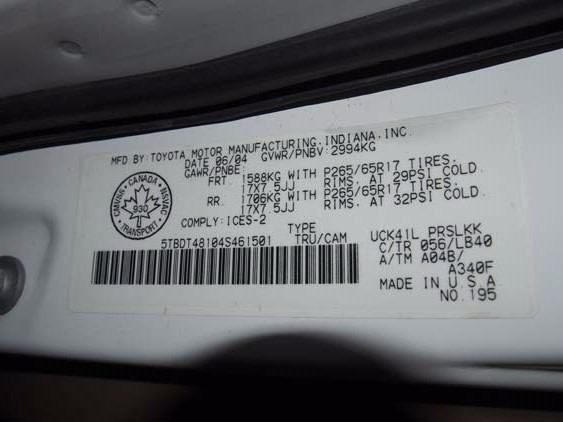 MFD BY: TOYOTA MOTOR MANUFACTURING, INDIANA, INC.
DATE 06/04 GVWR/PNBV: 2994KG
GAWR/PNBE:
FRT. 1588KG WITH P265/65R17 TIRES.
17X7.5JJ RIMS. AT 29PSI COLD.
RR. 1706KG WITH P265/65R17 TIRES.
17X7.5JJ RIMS. AT 32PSI COLD.
COMPLY: ICES-2
CANADA
930
TRANSPORT
TYPE
5TBDT48104S461501 TRU/CAM
UCK41L PRSLKK
C/TR 056/LB40
A/TM A04B/
A340F
MADE IN U.S.A
NO.195